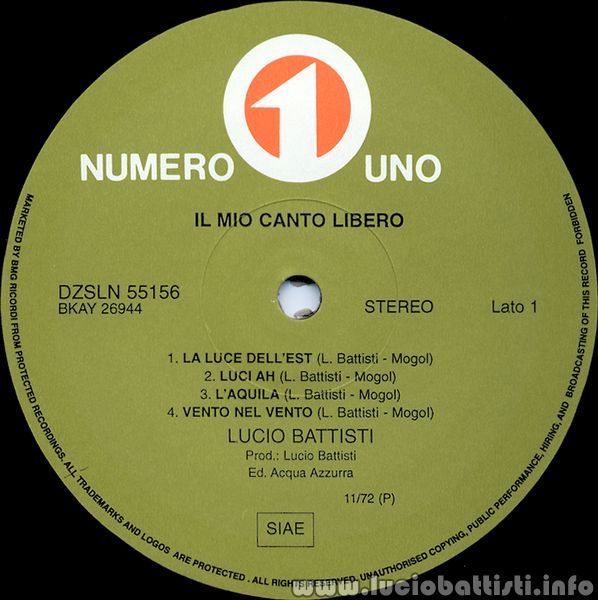 1
NUMERO UNO
IL MIO CANTO LIBERO
DZSLN 55156
BKAY 26944
STEREO
Lato 1
1. LA LUCE DELL'EST (L. Battisti - Mogol)
2. LUCI AH (L. Battisti - Mogol)
3. L'AQUILA (L. Battisti - Mogol)
4. VENTO NEL VENTO (L. Battisti - Mogol)
LUCIO BATTISTI
Prod.: Lucio Battisti
Ed. Acqua Azzurra
11/72 (P)
SIAE
MARKETED BY BMG RICORDI FROM PROTECTED RECORDINGS. ALL TRADEMARKS AND LOGOS ARE PROTECTED. ALL RIGHTS RESERVED. UNAUTHORISED COPYING, PUBLIC PERFORMANCE, HIRING, AND BROADCASTING OF THIS RECORD FORBIDDEN
www.luciobattisti.info